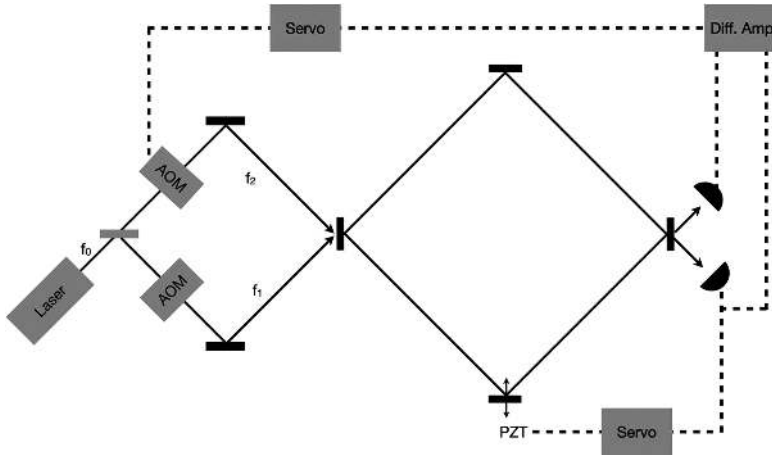 Servo
Diff. Amp
AOM
f₂
f₀
Laser
AOM
f₁
PZT
Servo